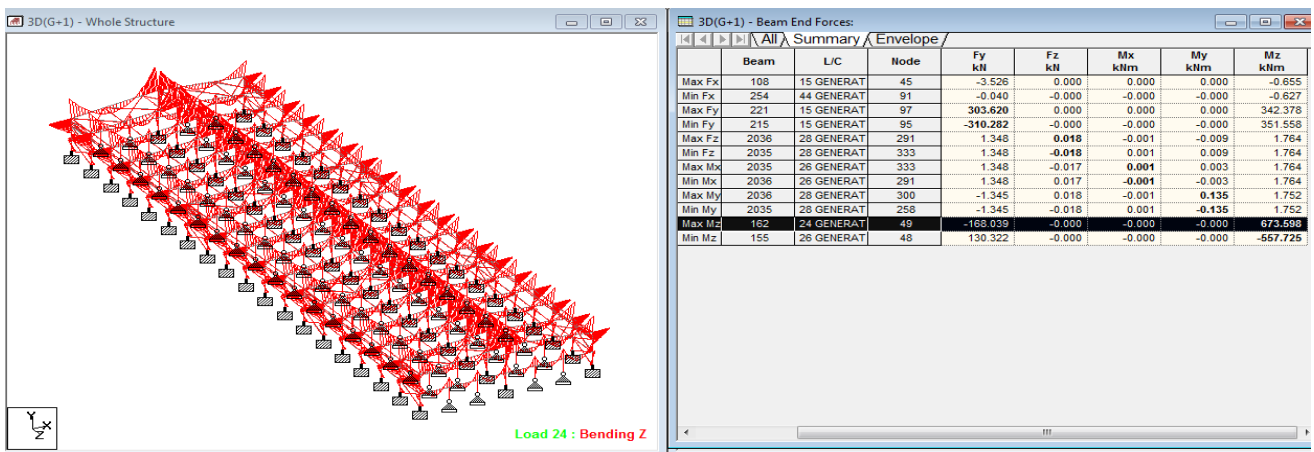 3D(G+1) - Whole Structure
Load 24 : Bending Z
Y
X
Z
3D(G+1) - Beam End Forces:
All Summary Envelope
Beam L/C Node Fy kN Fz kN Mx kNm My kNm Mz kNm
Max Fx 108 15 GENERAT 45 -3.526 0.000 0.000 0.000 -0.655
Min Fx 254 44 GENERAT 91 -0.040 -0.000 -0.000 -0.000 -0.627
Max Fy 221 15 GENERAT 97 303.620 0.000 0.000 0.000 342.378
Min Fy 215 15 GENERAT 95 -310.282 -0.000 -0.000 -0.000 351.558
Max Fz 2036 28 GENERAT 291 1.348 0.018 -0.001 -0.009 1.764
Min Fz 2035 28 GENERAT 333 1.348 -0.018 0.001 0.009 1.764
Max Mx 2035 26 GENERAT 333 1.348 -0.017 0.001 0.003 1.764
Min Mx 2036 26 GENERAT 291 1.348 0.017 -0.001 -0.003 1.764
Max My 2036 28 GENERAT 300 -1.345 0.018 -0.001 0.135 1.752
Min My 2035 28 GENERAT 258 -1.345 -0.018 0.001 -0.135 1.752
Max Mz 162 24 GENERAT 49 -168.039 -0.000 -0.000 -0.000 673.598
Min Mz 155 26 GENERAT 48 130.322 -0.000 -0.000 -0.000 -557.725